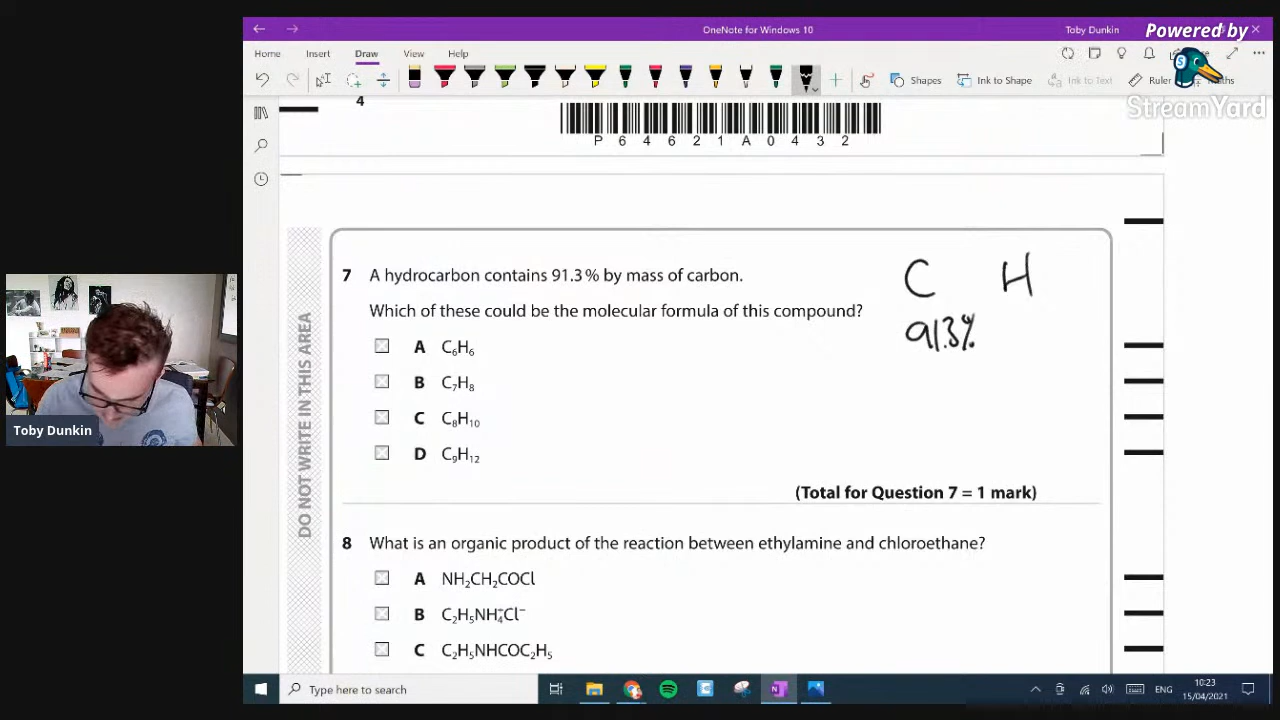 OneNote for Windows 10
Toby Dunkin
Powered by
StreamYard
Home Insert Draw View Help
Shapes Ink to Shape Ink to Text Ruler
4
P 6 4 6 2 1 A 0 4 3 2
DO NOT WRITE IN THIS AREA
7 A hydrocarbon contains 91.3% by mass of carbon.
C H
Which of these could be the molecular formula of this compound?
91.3%
A C₆H₆
B C₇H₈
C C₈H₁₀
D C₉H₁₂
(Total for Question 7 = 1 mark)
8 What is an organic product of the reaction between ethylamine and chloroethane?
A NH₂CH₂COCl
B C₂H₅NH₄⁺Cl⁻
C C₂H₅NHCOC₂H₅
Toby Dunkin
Type here to search
ENG
10:23
15/04/2021